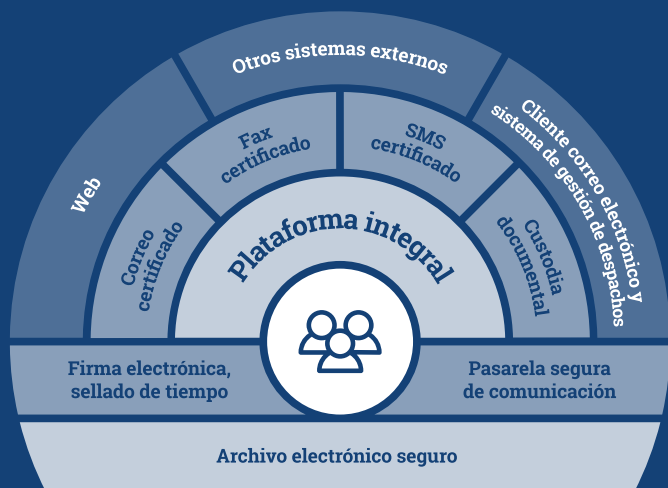 Otros sistemas externos
Web
Cliente correo electrónico y
sistema de gestión de despachos
Fax
certificado
SMS
certificado
Correo
certificado
Custodia
documental
Plataforma integral
Firma electrónica,
sellado de tiempo
Pasarela segura
de comunicación
Archivo electrónico seguro